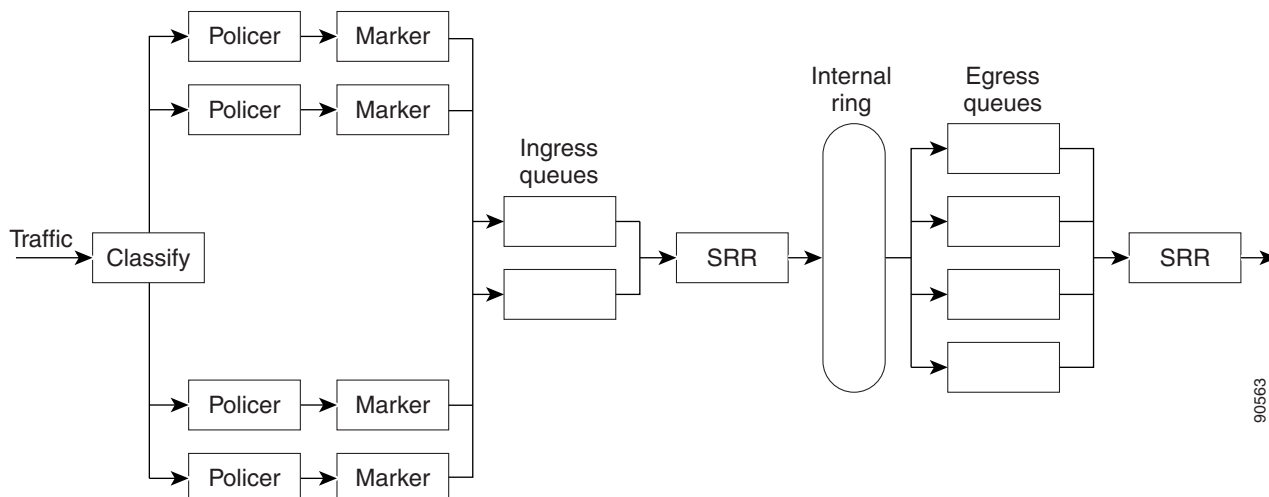 Policer
Marker
Policer
Marker
Internal
ring
Egress
queues
Ingress
queues
Traffic
Classify
SRR
SRR
Policer
Marker
Policer
Marker
90563